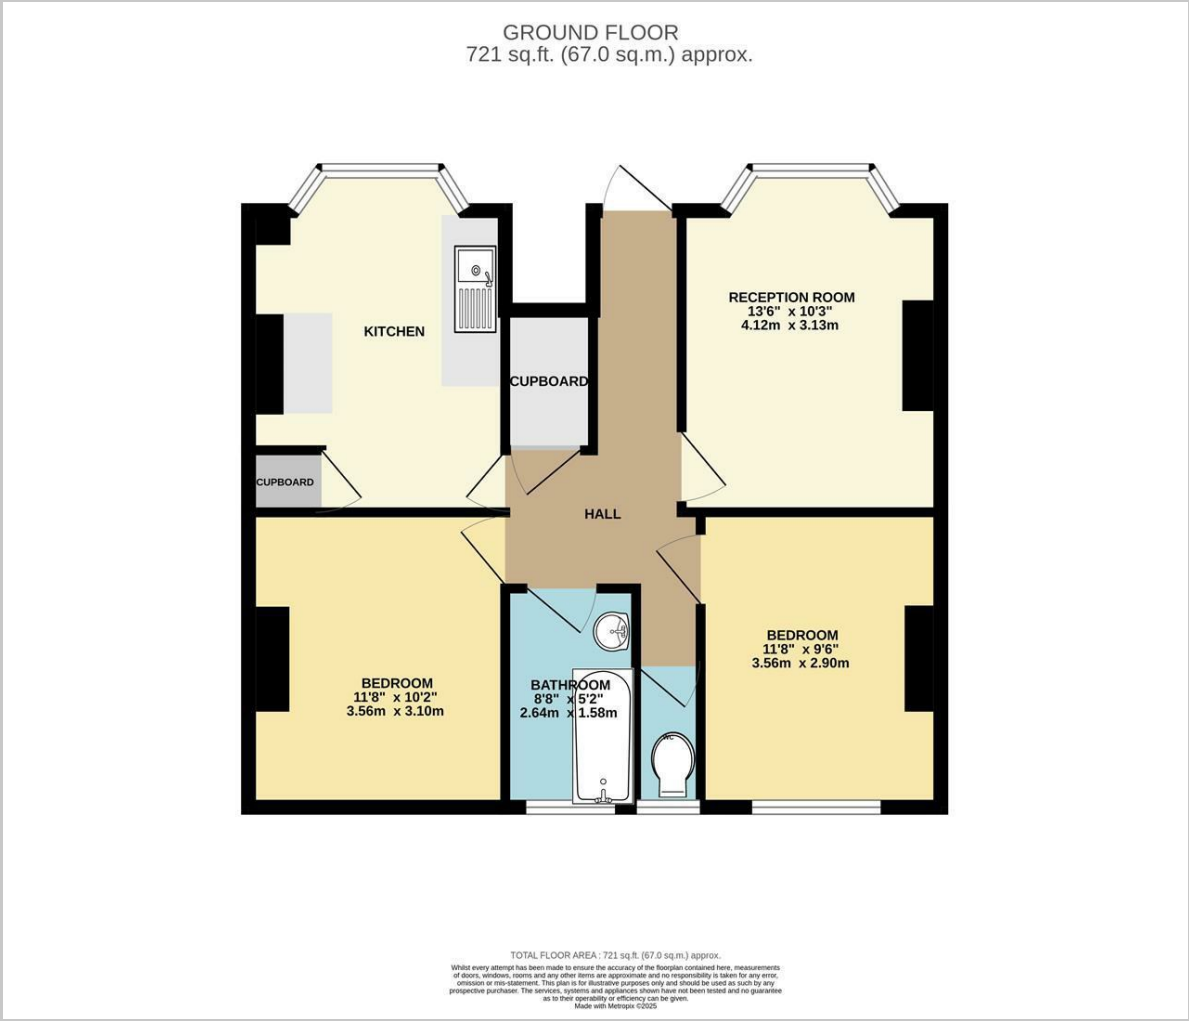 GROUND FLOOR
721 sq.ft. (67.0 sq.m.) approx.
KITCHEN
RECEPTION ROOM
13'6" x 10'3"
4.12m x 3.13m
CUPBOARD
CUPBOARD
HALL
BEDROOM
11'8" x 10'2"
3.56m x 3.10m
BATHROOM
8'8" x 5'2"
2.64m x 1.58m
WC
BEDROOM
11'8" x 9'6"
3.56m x 2.90m
TOTAL FLOOR AREA : 721 sq.ft. (67.0 sq.m.) approx.
Whilst every attempt has been made to ensure the accuracy of the floorplan contained here, measurements
of doors, windows, rooms and any other items are approximate and no responsibility is taken for any error,
omission or mis-statement. This plan is for illustrative purposes only and should be used as such by any
prospective purchaser. The services, systems and appliances shown have not been tested and no guarantee
as to their operability or efficiency can be given.
Made with Metropix ©2025